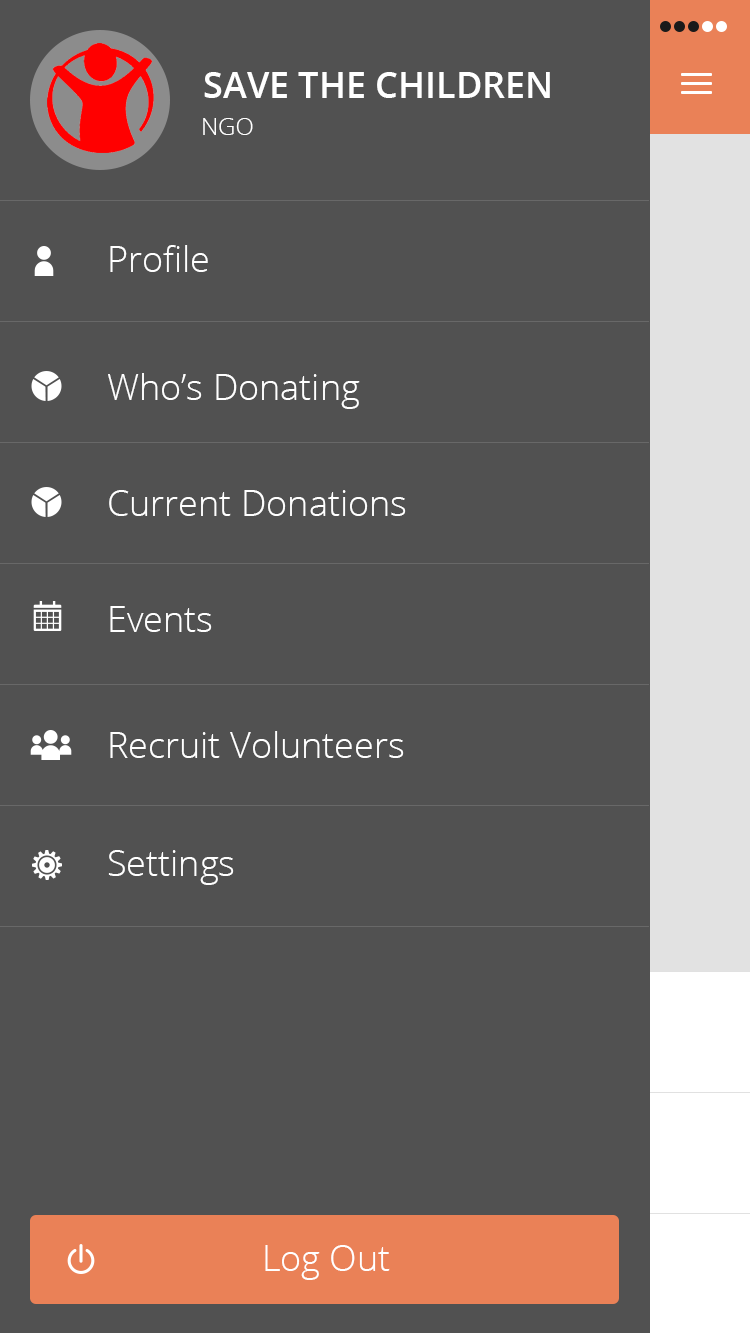 SAVE THE CHILDREN
NGO
Profile
Who’s Donating
Current Donations
Events
Recruit Volunteers
Settings
Log Out